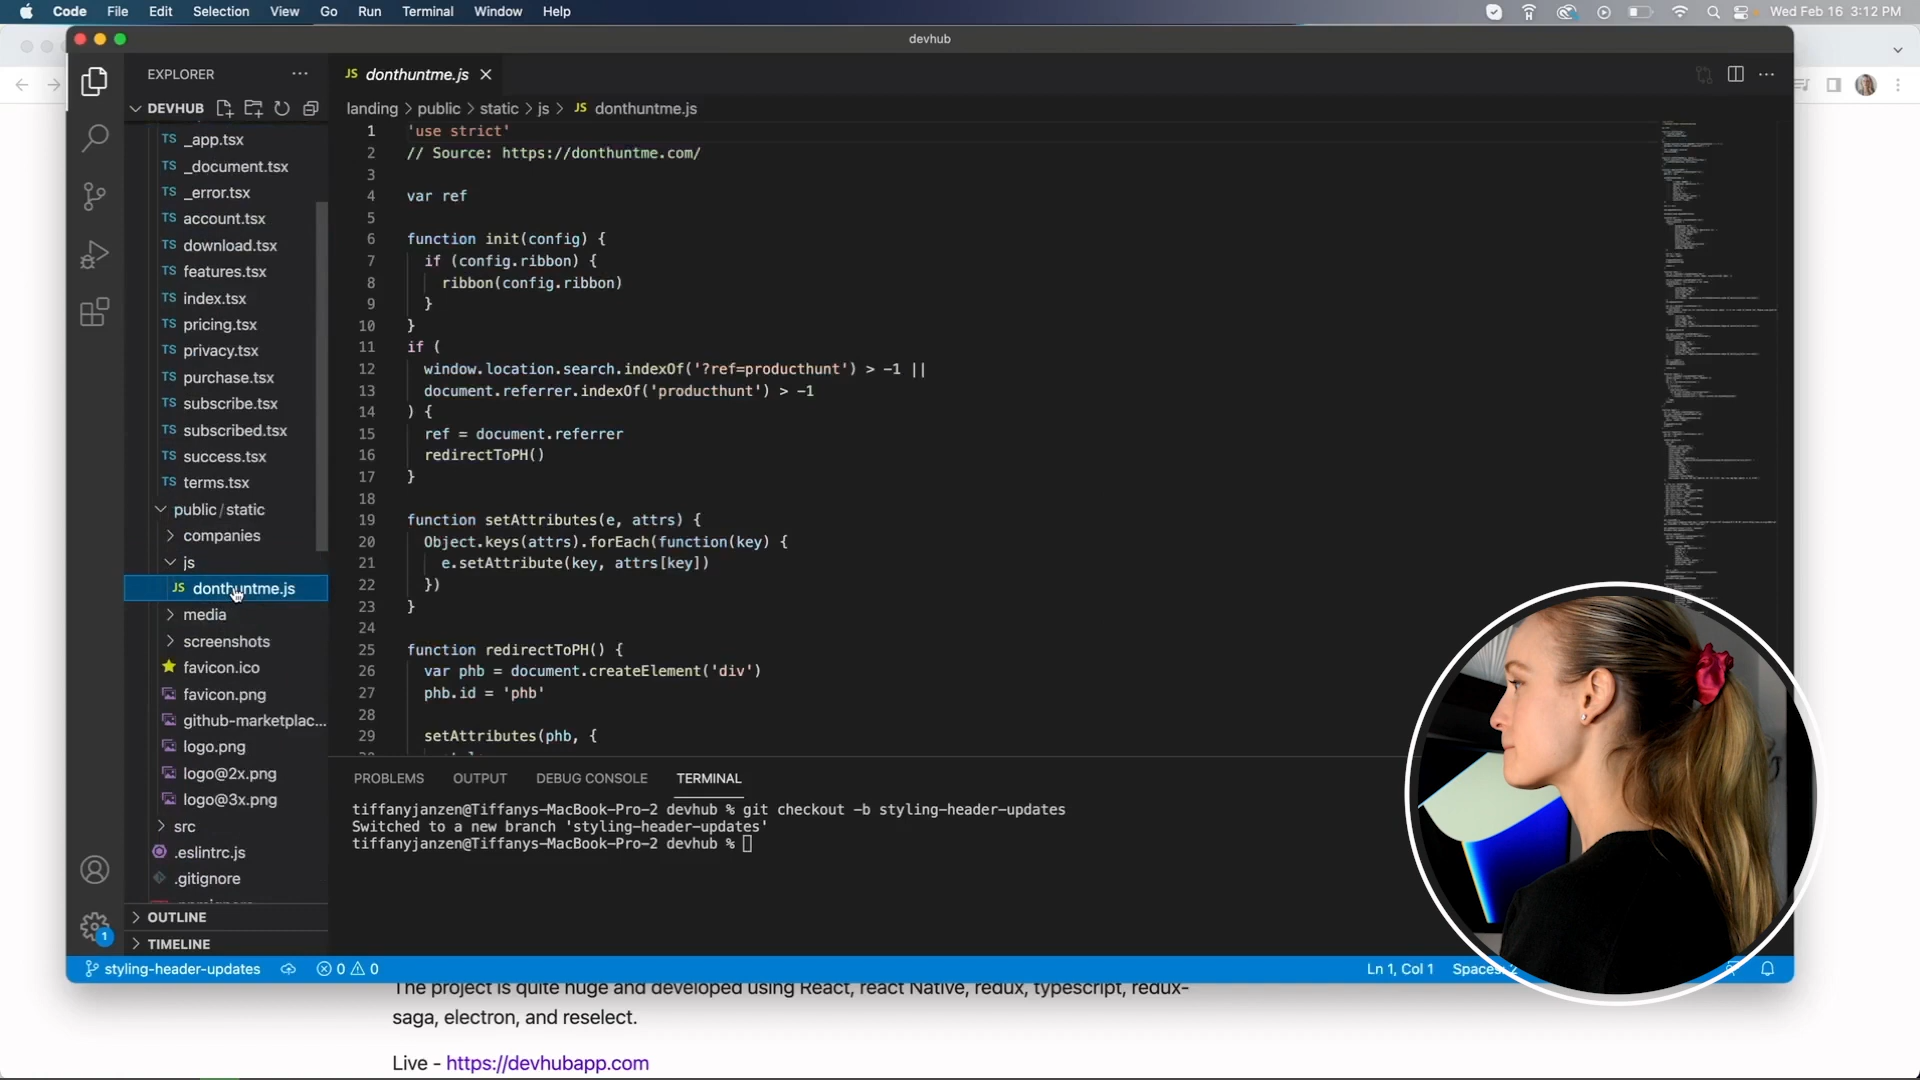 Code File Edit Selection View Go Run Terminal Window Help
Wed Feb 16 3:12 PM
devhub
EXPLORER
DEVHUB
TS _app.tsx
TS _document.tsx
TS _error.tsx
TS account.tsx
TS download.tsx
TS features.tsx
TS index.tsx
TS pricing.tsx
TS privacy.tsx
TS purchase.tsx
TS subscribe.tsx
TS subscribed.tsx
TS success.tsx
TS terms.tsx
public / static
companies
js
JS donthuntme.js
media
screenshots
favicon.ico
favicon.png
github-marketplac...
logo.png
logo@2x.png
logo@3x.png
src
.eslintrc.js
.gitignore
OUTLINE
TIMELINE
JS donthuntme.js
landing > public > static > js > JS donthuntme.js
1 'use strict'
2 // Source: https://donthuntme.com/
3
4 var ref
5
6 function init(config) {
7 if (config.ribbon) {
8 ribbon(config.ribbon)
9 }
10 }
11 if (
12 window.location.search.indexOf('?ref=producthunt') > -1 ||
13 document.referrer.indexOf('producthunt') > -1
14 ) {
15 ref = document.referrer
16 redirectToPH()
17 }
18
19 function setAttributes(e, attrs) {
20 Object.keys(attrs).forEach(function(key) {
21 e.setAttribute(key, attrs[key])
22 })
23 }
24
25 function redirectToPH() {
26 var phb = document.createElement('div')
27 phb.id = 'phb'
28
29 setAttributes(phb, {
PROBLEMS OUTPUT DEBUG CONSOLE TERMINAL
tiffanyjanzen@Tiffanys-MacBook-Pro-2 devhub % git checkout -b styling-header-updates
Switched to a new branch 'styling-header-updates'
tiffanyjanzen@Tiffanys-MacBook-Pro-2 devhub %
1
styling-header-updates 0 0
Ln 1, Col 1 Spaces: 2
The project is quite huge and developed using React, react Native, redux, typescript, redux-
saga, electron, and reselect.
Live - https://devhubapp.com